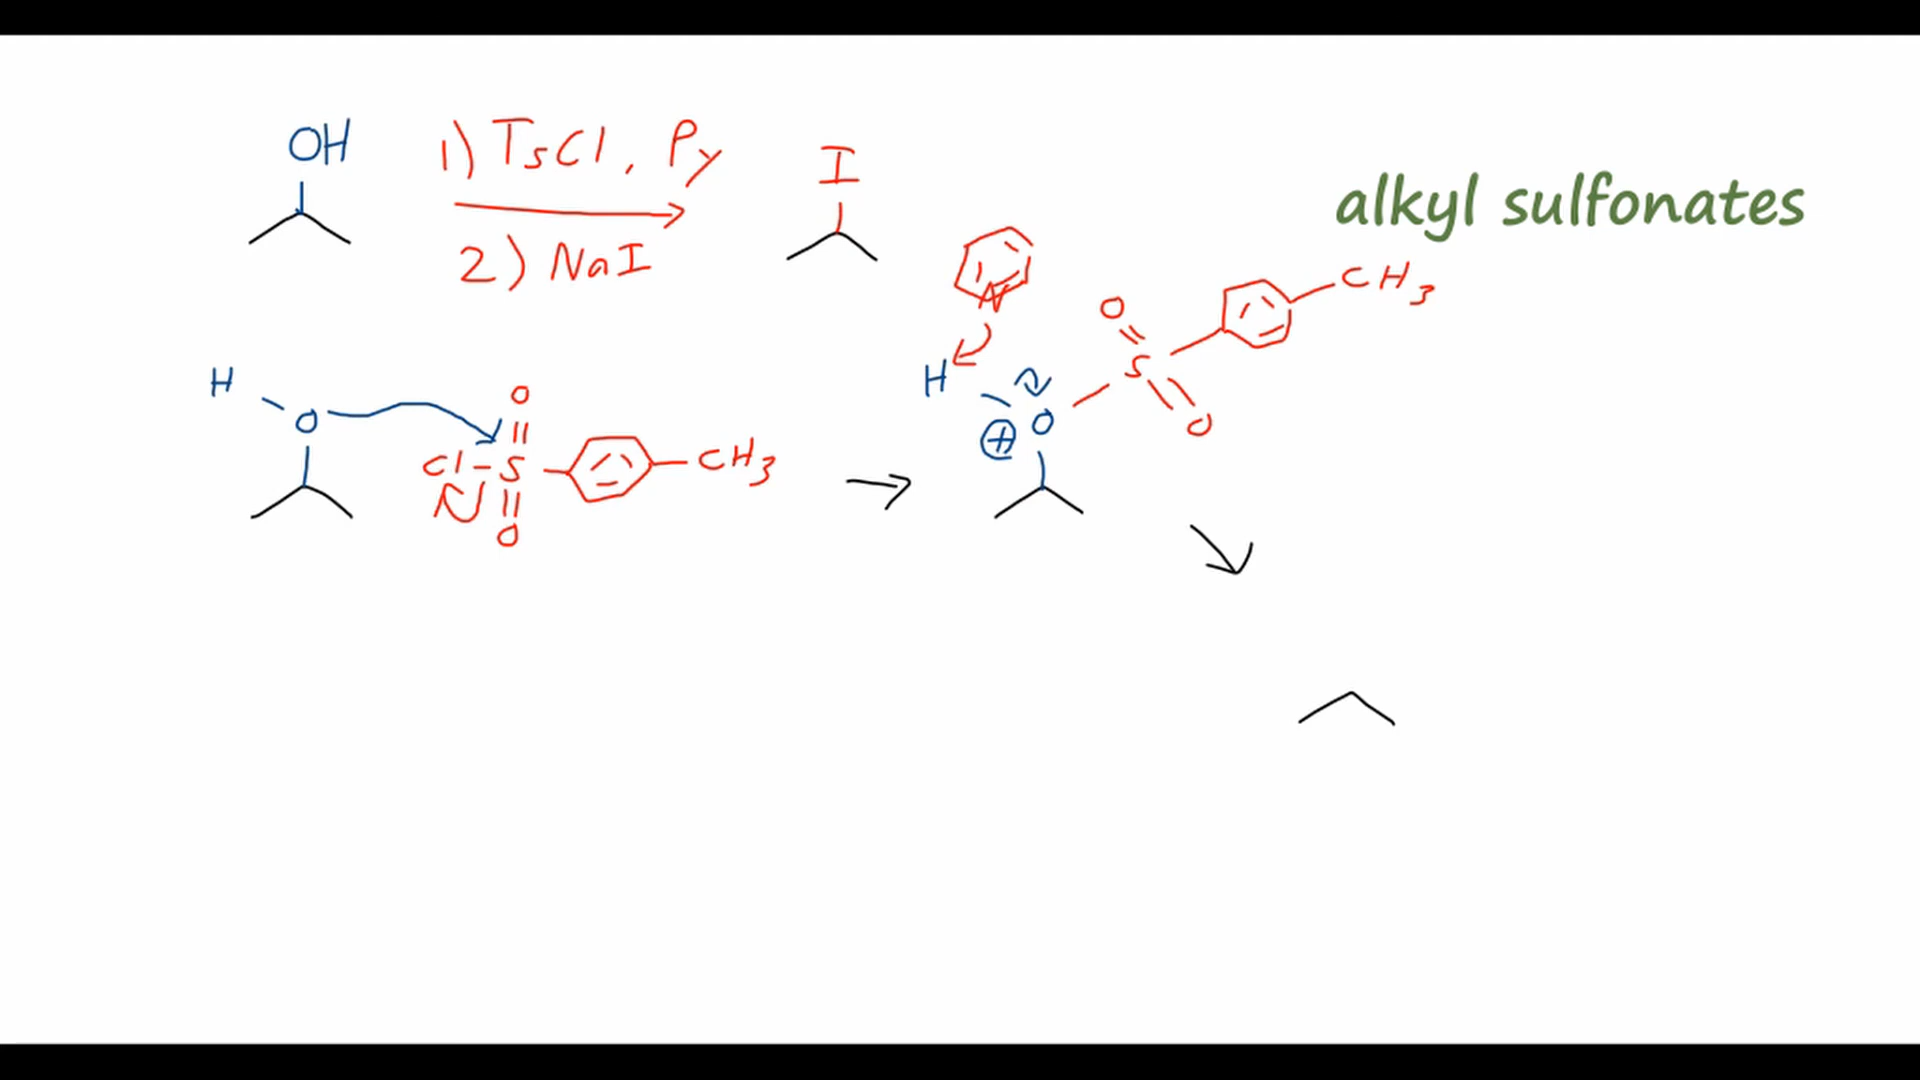 OH
1) TsCl, Py
2) NaI
I
alkyl sulfonates
N
H
O
Cl-S
O
O
CH3
H
O
S
O
O
CH3